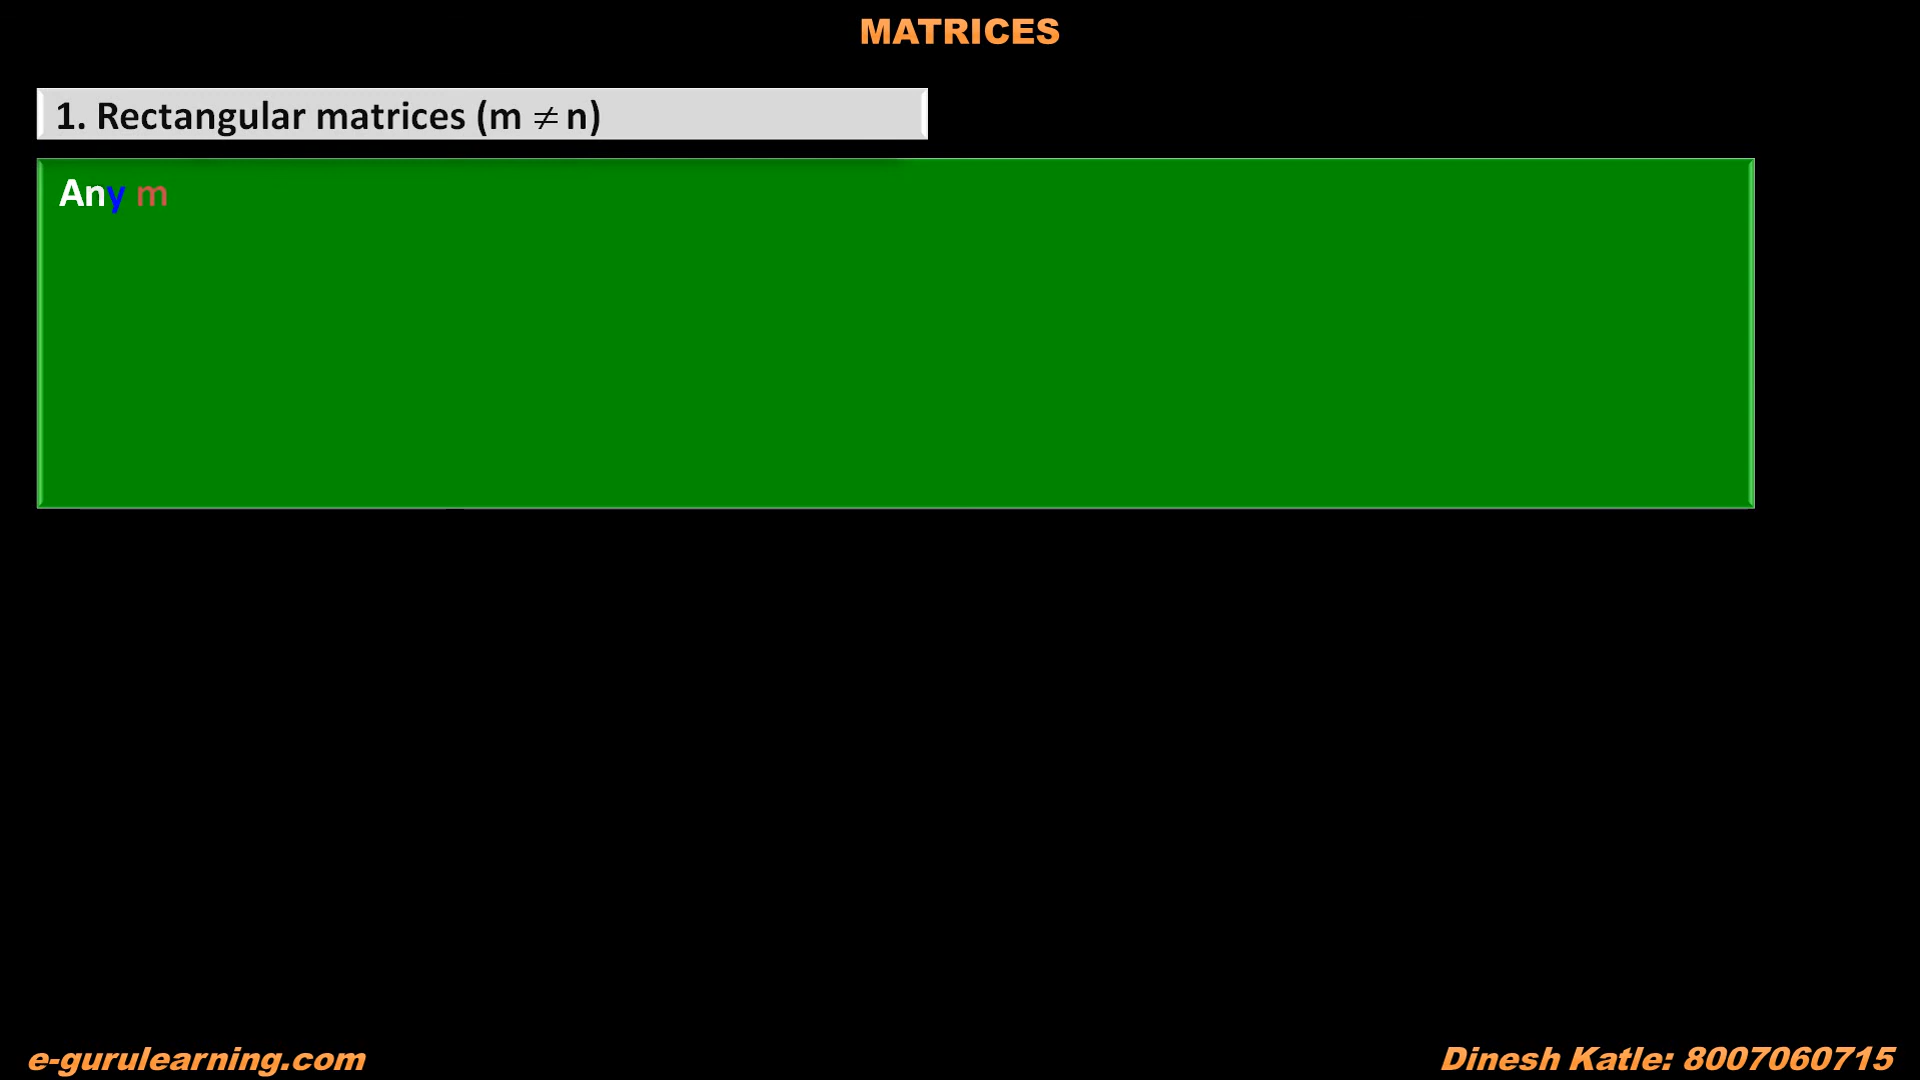 MATRICES
1. Rectangular matrices (m ≠ n)
Any m
e-gurulearning.com
Dinesh Katle: 8007060715